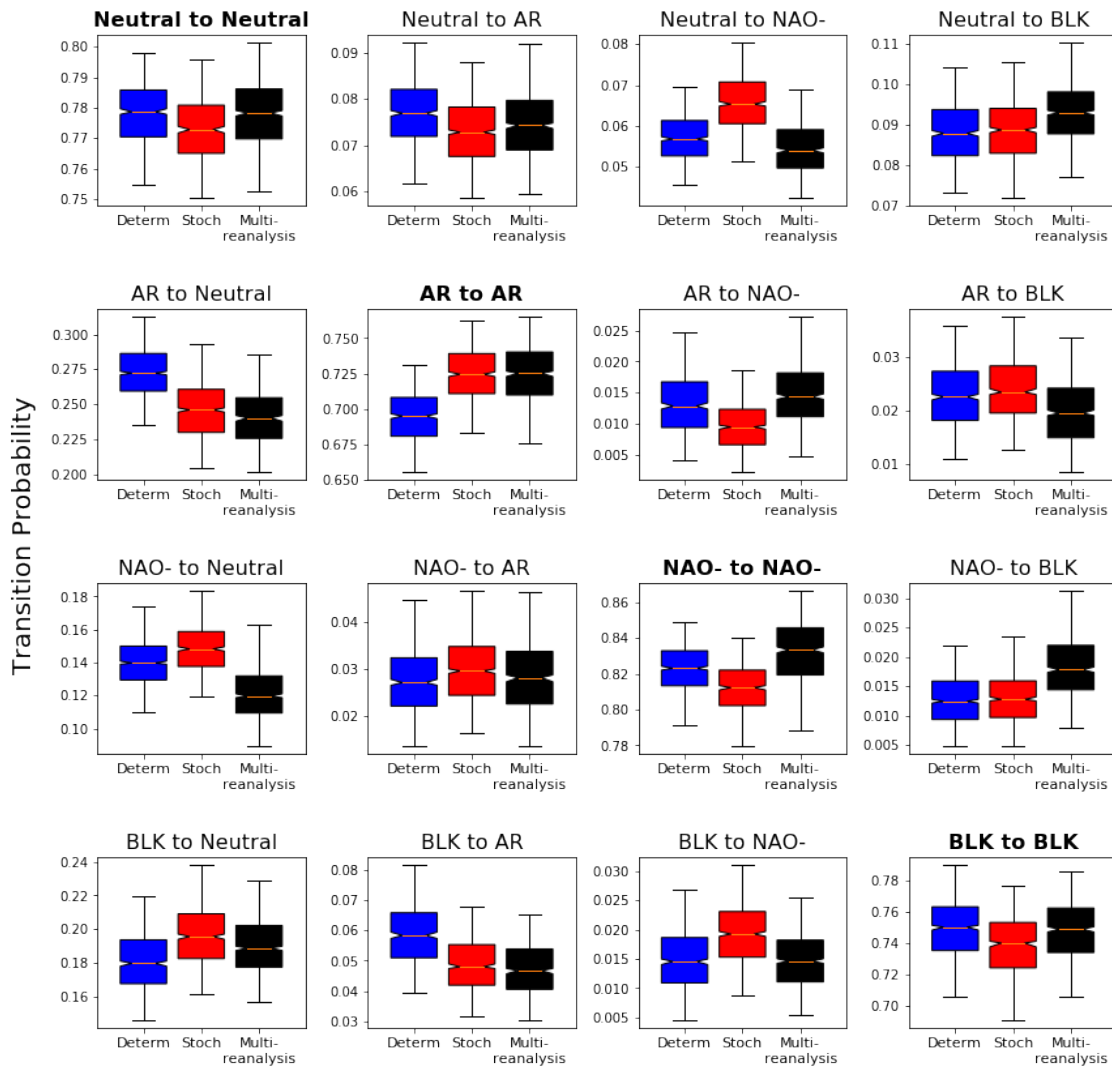 Transition Probability
Neutral to Neutral
0.80
0.79
0.78
0.77
0.76
0.75
Determ Stoch Multi-
reanalysis
Neutral to AR
0.09
0.08
0.07
0.06
Determ Stoch Multi-
reanalysis
Neutral to NAO-
0.08
0.07
0.06
0.05
Determ Stoch Multi-
reanalysis
Neutral to BLK
0.11
0.10
0.09
0.08
0.07
Determ Stoch Multi-
reanalysis
AR to Neutral
0.300
0.275
0.250
0.225
0.200
Determ Stoch Multi-
reanalysis
AR to AR
0.750
0.725
0.700
0.675
0.650
Determ Stoch Multi-
reanalysis
AR to NAO-
0.025
0.020
0.015
0.010
0.005
Determ Stoch Multi-
reanalysis
AR to BLK
0.03
0.02
0.01
Determ Stoch Multi-
reanalysis
NAO- to Neutral
0.18
0.16
0.14
0.12
0.10
Determ Stoch Multi-
reanalysis
NAO- to AR
0.04
0.03
0.02
Determ Stoch Multi-
reanalysis
NAO- to NAO-
0.86
0.84
0.82
0.80
0.78
Determ Stoch Multi-
reanalysis
NAO- to BLK
0.030
0.025
0.020
0.015
0.010
0.005
Determ Stoch Multi-
reanalysis
BLK to Neutral
0.24
0.22
0.20
0.18
0.16
Determ Stoch Multi-
reanalysis
BLK to AR
0.08
0.07
0.06
0.05
0.04
0.03
Determ Stoch Multi-
reanalysis
BLK to NAO-
0.030
0.025
0.020
0.015
0.010
0.005
Determ Stoch Multi-
reanalysis
BLK to BLK
0.78
0.76
0.74
0.72
0.70
Determ Stoch Multi-
reanalysis